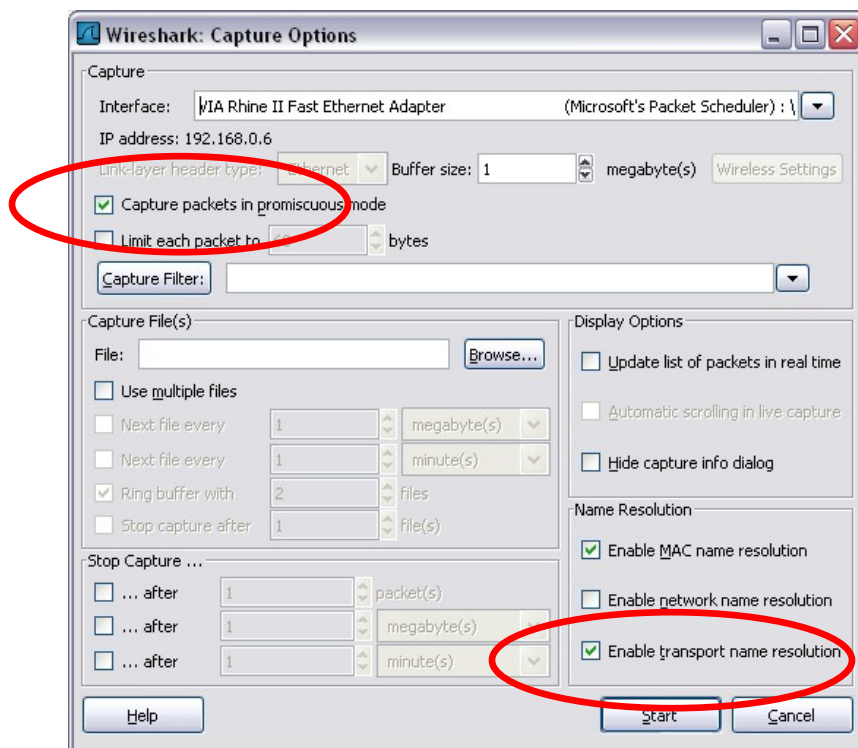 Wireshark: Capture Options
Capture
Interface: VIA Rhine II Fast Ethernet Adapter (Microsoft's Packet Scheduler) : \
IP address: 192.168.0.6
Link-layer header type: Ethernet Buffer size: 1 megabyte(s) Wireless Settings
Capture packets in promiscuous mode
Limit each packet to 68 bytes
Capture Filter:
Capture File(s)
File: Browse...
Use multiple files
Next file every 1 megabyte(s)
Next file every 1 minute(s)
Ring buffer with 2 files
Stop capture after 1 file(s)
Stop Capture ...
... after 1 packet(s)
... after 1 megabyte(s)
... after 1 minute(s)
Display Options
Update list of packets in real time
Automatic scrolling in live capture
Hide capture info dialog
Name Resolution
Enable MAC name resolution
Enable network name resolution
Enable transport name resolution
Help Start Cancel